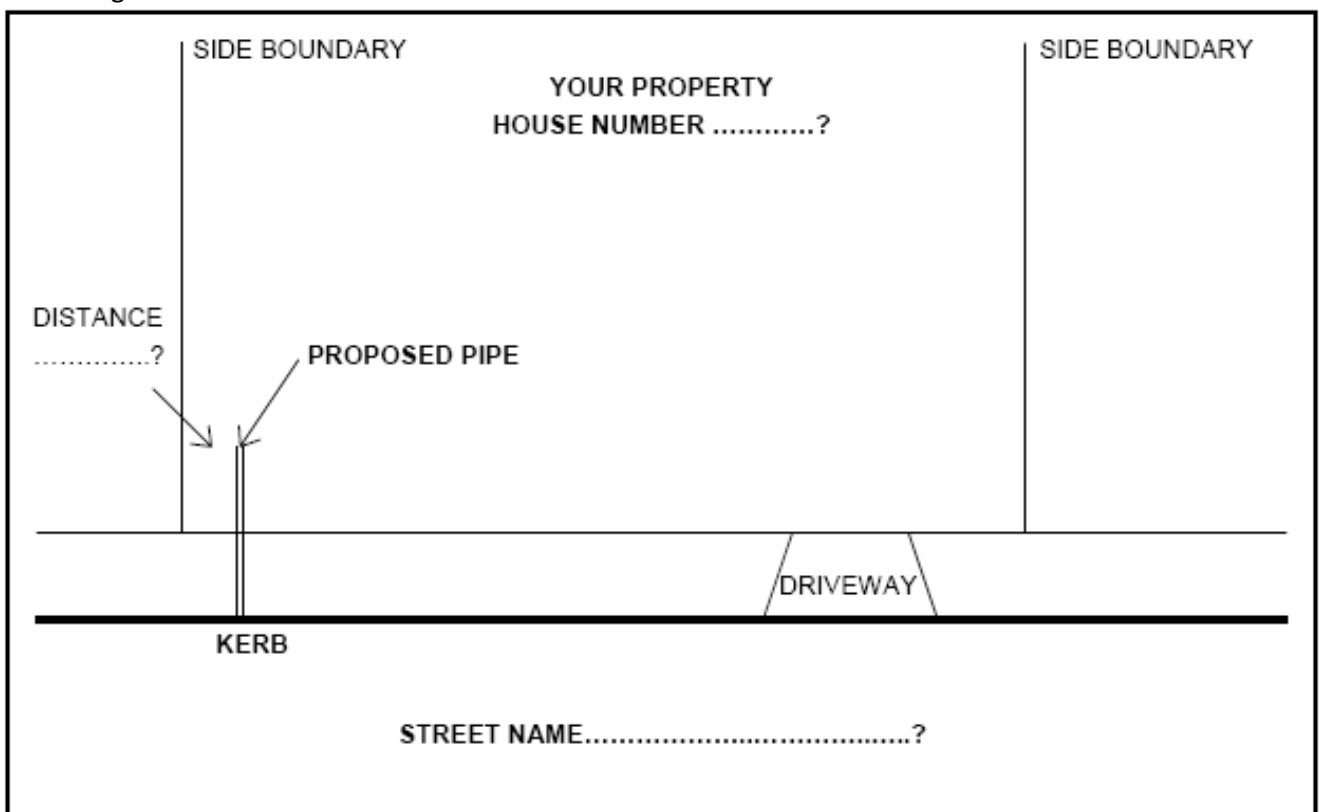 SIDE BOUNDARY
SIDE BOUNDARY
YOUR PROPERTY
HOUSE NUMBER …………?
DISTANCE
…………..?
PROPOSED PIPE
DRIVEWAY
KERB
STREET NAME………………...…………...…..?